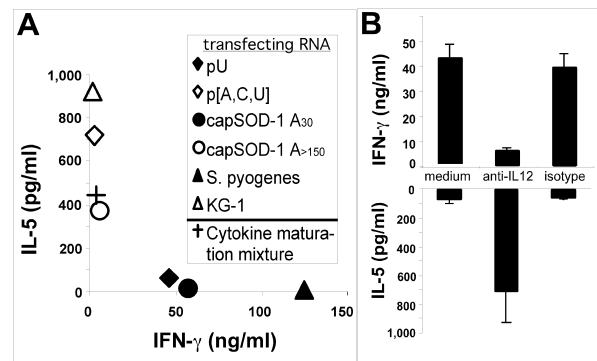 A
transfecting RNA
pU
p[A,C,U]
capSOD-1 A30
capSOD-1 A>150
S. pyogenes
KG-1
Cytokine matura-
tion mixture
1,000
800
600
400
200
0
IL-5 (pg/ml)
0
50
100
150
IFN-γ (ng/ml)
B
50
40
30
20
10
0
IFN-γ (ng/ml)
medium
anti-IL12
isotype
0
200
400
600
800
1,000
IL-5 (pg/ml)